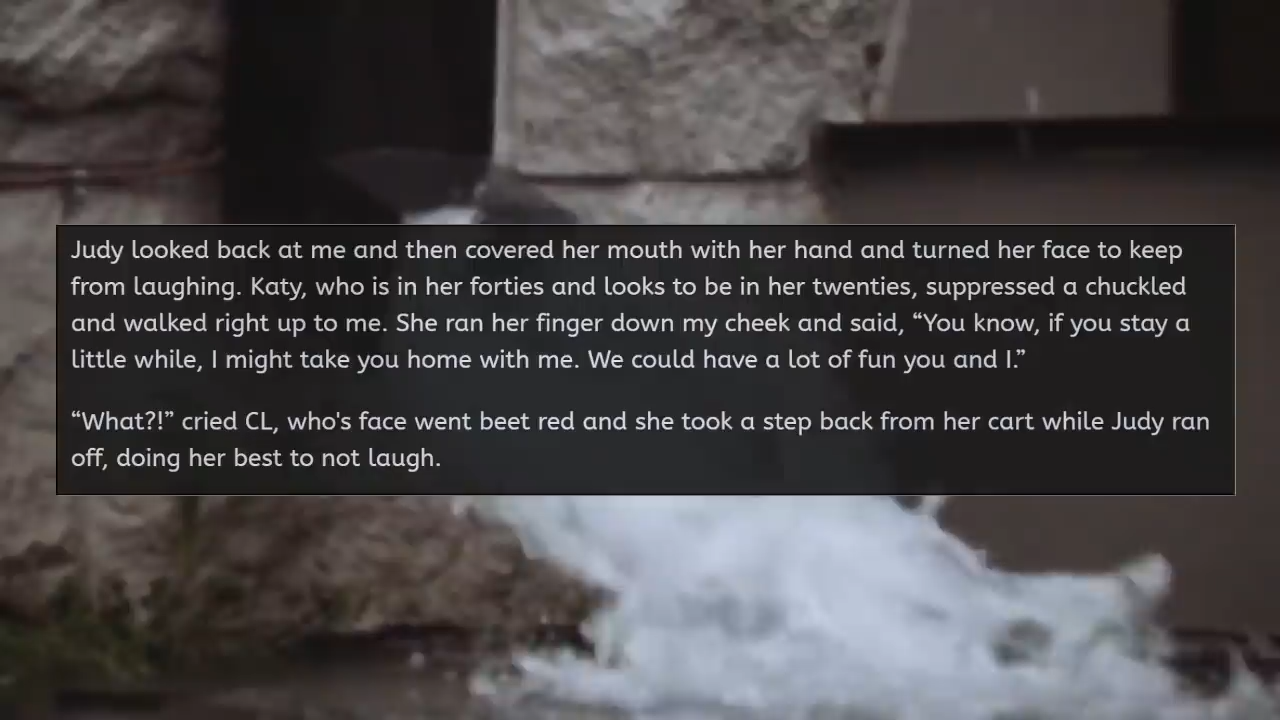 Judy looked back at me and then covered her mouth with her hand and turned her face to keep
from laughing. Katy, who is in her forties and looks to be in her twenties, suppressed a chuckled
and walked right up to me. She ran her finger down my cheek and said, “You know, if you stay a
little while, I might take you home with me. We could have a lot of fun you and I.”
“What?!” cried CL, who's face went beet red and she took a step back from her cart while Judy ran
off, doing her best to not laugh.